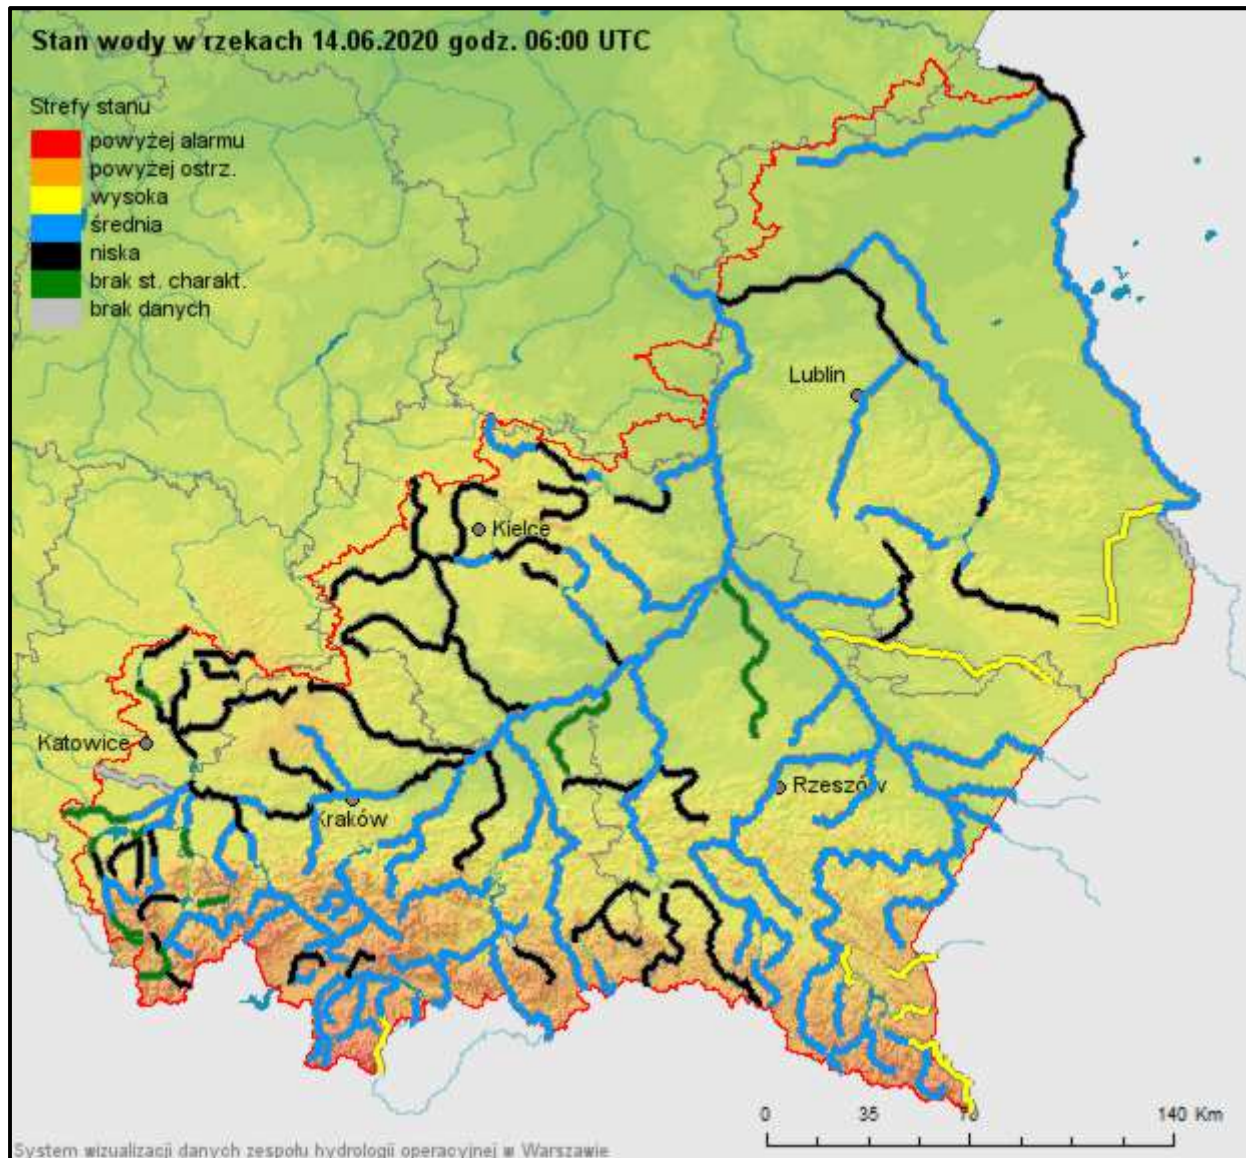 Stan wody w rzekach 14.06.2020 godz. 06:00 UTC
Strefy stanu
powyżej alarmu
powyżej ostrz.
wysoka
średnia
niska
brak st. charakt.
brak danych
Lublin
Kielce
Katowice
Kraków
Rzeszów
0 35 70 140 Km
System wizualizacji danych zespołu hydrologii operacyjnej w Warszawie